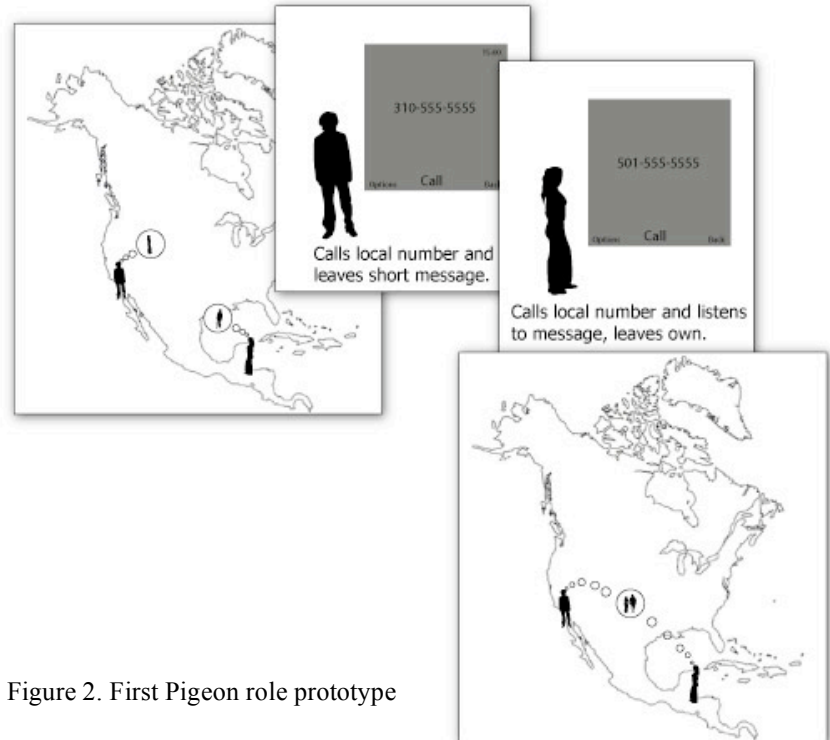 15:00
310-555-5555
Options Call Back
Calls local number and
leaves short message.
501-555-5555
Options Call Back
Calls local number and listens
to message, leaves own.
Figure 2. First Pigeon role prototype